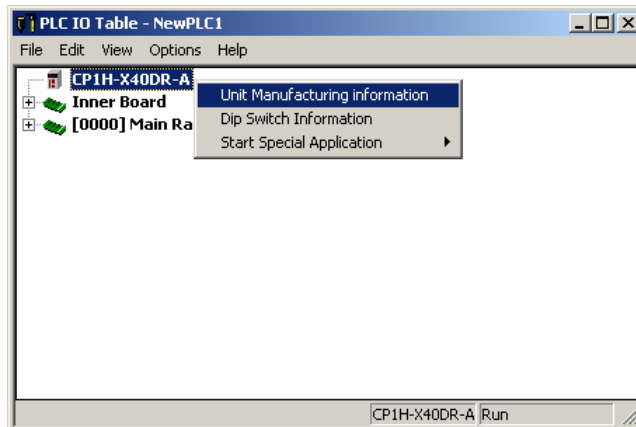 PLC IO Table - NewPLC1
File Edit View Options Help
CP1H-X40DR-A
Inner Board
[0000] Main Ra
Unit Manufacturing information
Dip Switch Information
Start Special Application
CP1H-X40DR-A Run